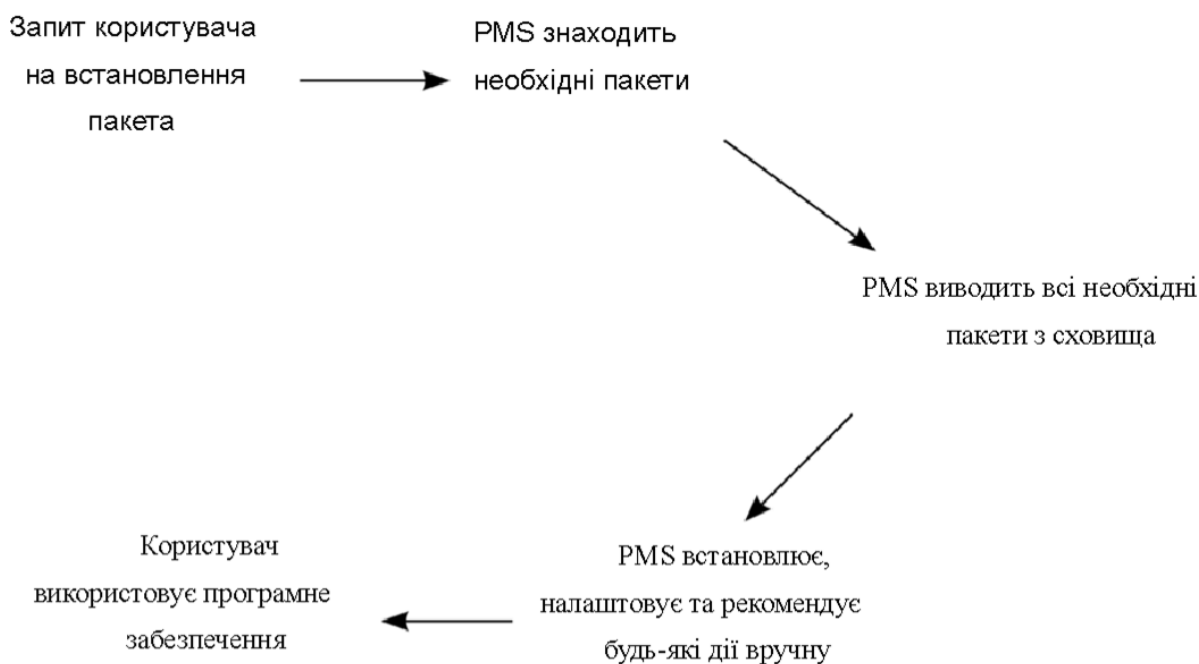 Запит користувача
на встановлення
пакета
PMS знаходить
необхідні пакети
PMS виводить всі необхідні
пакети з сховища
PMS встановлює,
налаштовує та рекомендує
будь-які дії вручну
Користувач
використовує програмне
забезпечення